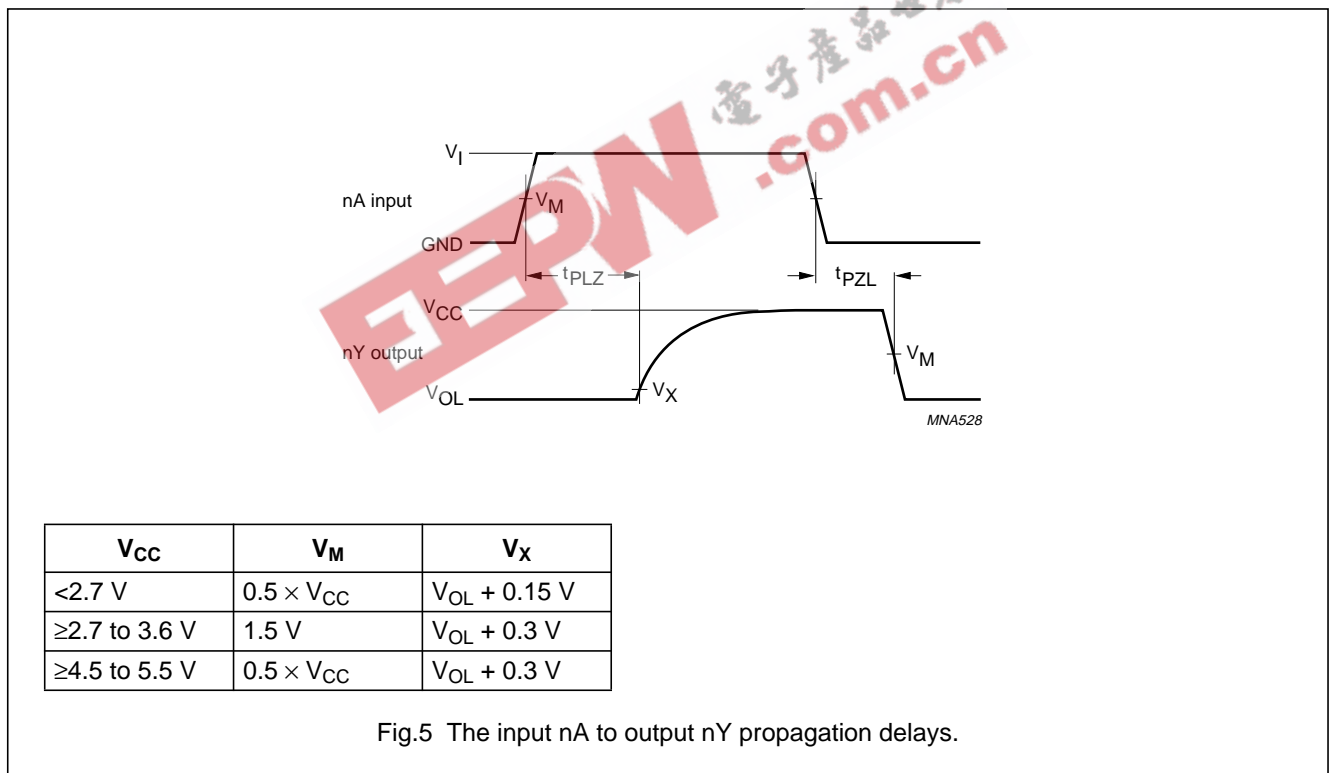 電子產品世界
.com.cn
EEPW
V_I
nA input
V_M
GND
t_PLZ
t_PZL
V_CC
nY output
V_M
V_OL
V_X
MNA528
V_CC V_M V_X
<2.7 V 0.5 × V_CC V_OL + 0.15 V
≥2.7 to 3.6 V 1.5 V V_OL + 0.3 V
≥4.5 to 5.5 V 0.5 × V_CC V_OL + 0.3 V
Fig.5 The input nA to output nY propagation delays.